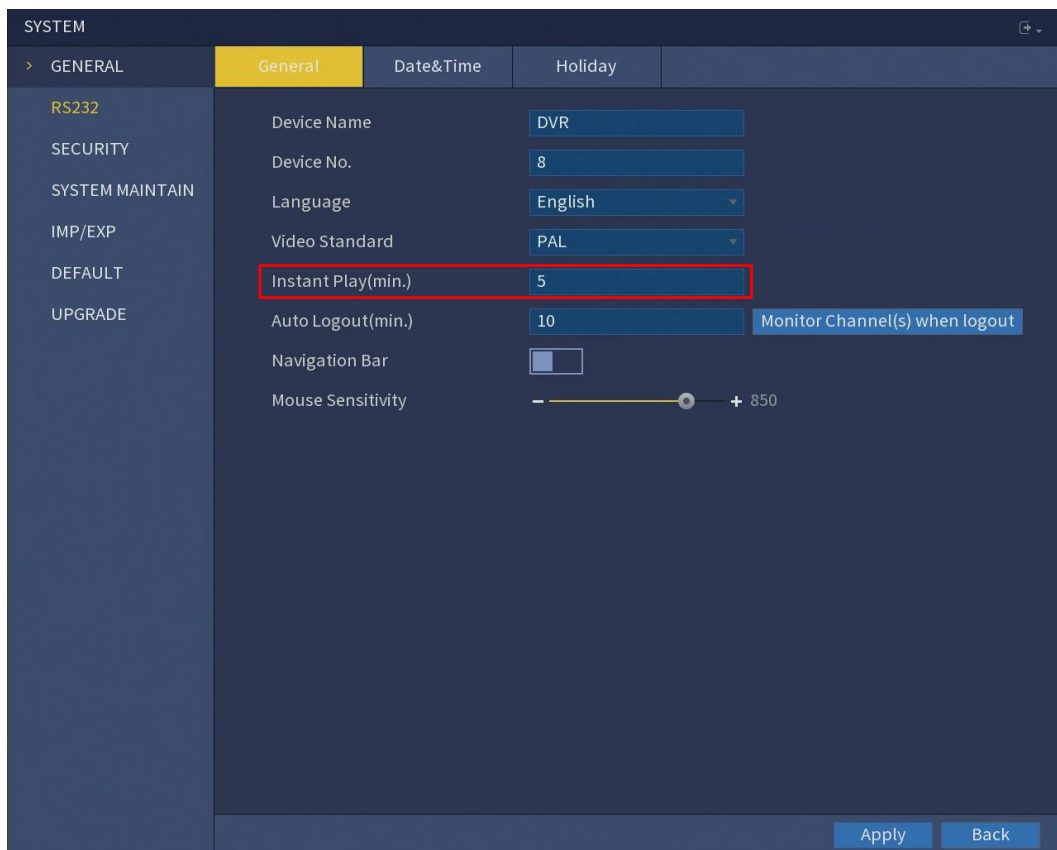 SYSTEM
> GENERAL
RS232
SECURITY
SYSTEM MAINTAIN
IMP/EXP
DEFAULT
UPGRADE
General Date&Time Holiday
Device Name DVR
Device No. 8
Language English
Video Standard PAL
Instant Play(min.) 5
Auto Logout(min.) 10 Monitor Channel(s) when logout
Navigation Bar
Mouse Sensitivity 850
Apply Back